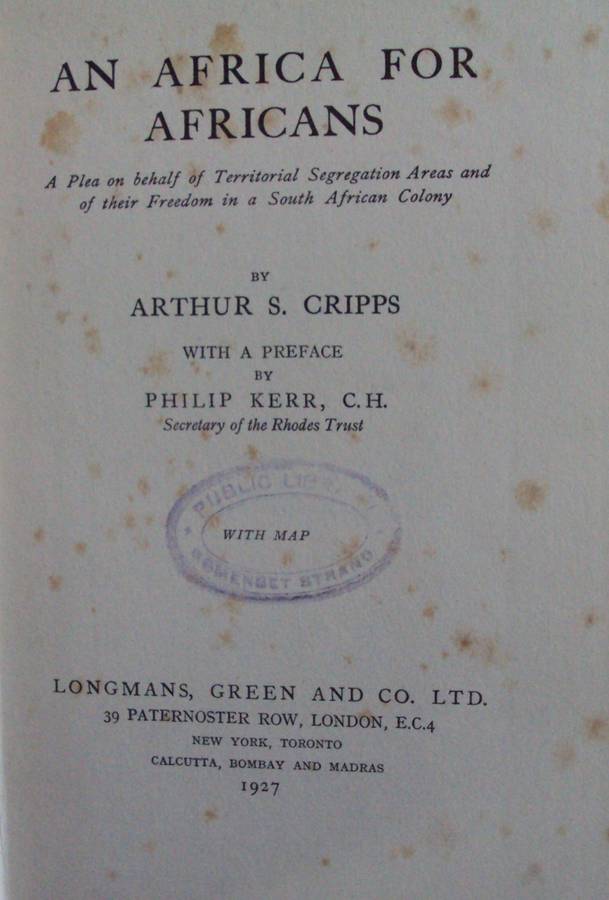 AN AFRICA FOR
AFRICANS
A Plea on behalf of Territorial Segregation Areas and
of their Freedom in a South African Colony
BY
ARTHUR S. CRIPPS
WITH A PREFACE
BY
PHILIP KERR, C.H.
Secretary of the Rhodes Trust
PUBLIC
WITH MAP
SOMERSET STRAND
LONGMANS, GREEN AND CO. LTD.
39 PATERNOSTER ROW, LONDON, E.C.4
NEW YORK, TORONTO
CALCUTTA, BOMBAY AND MADRAS
1927